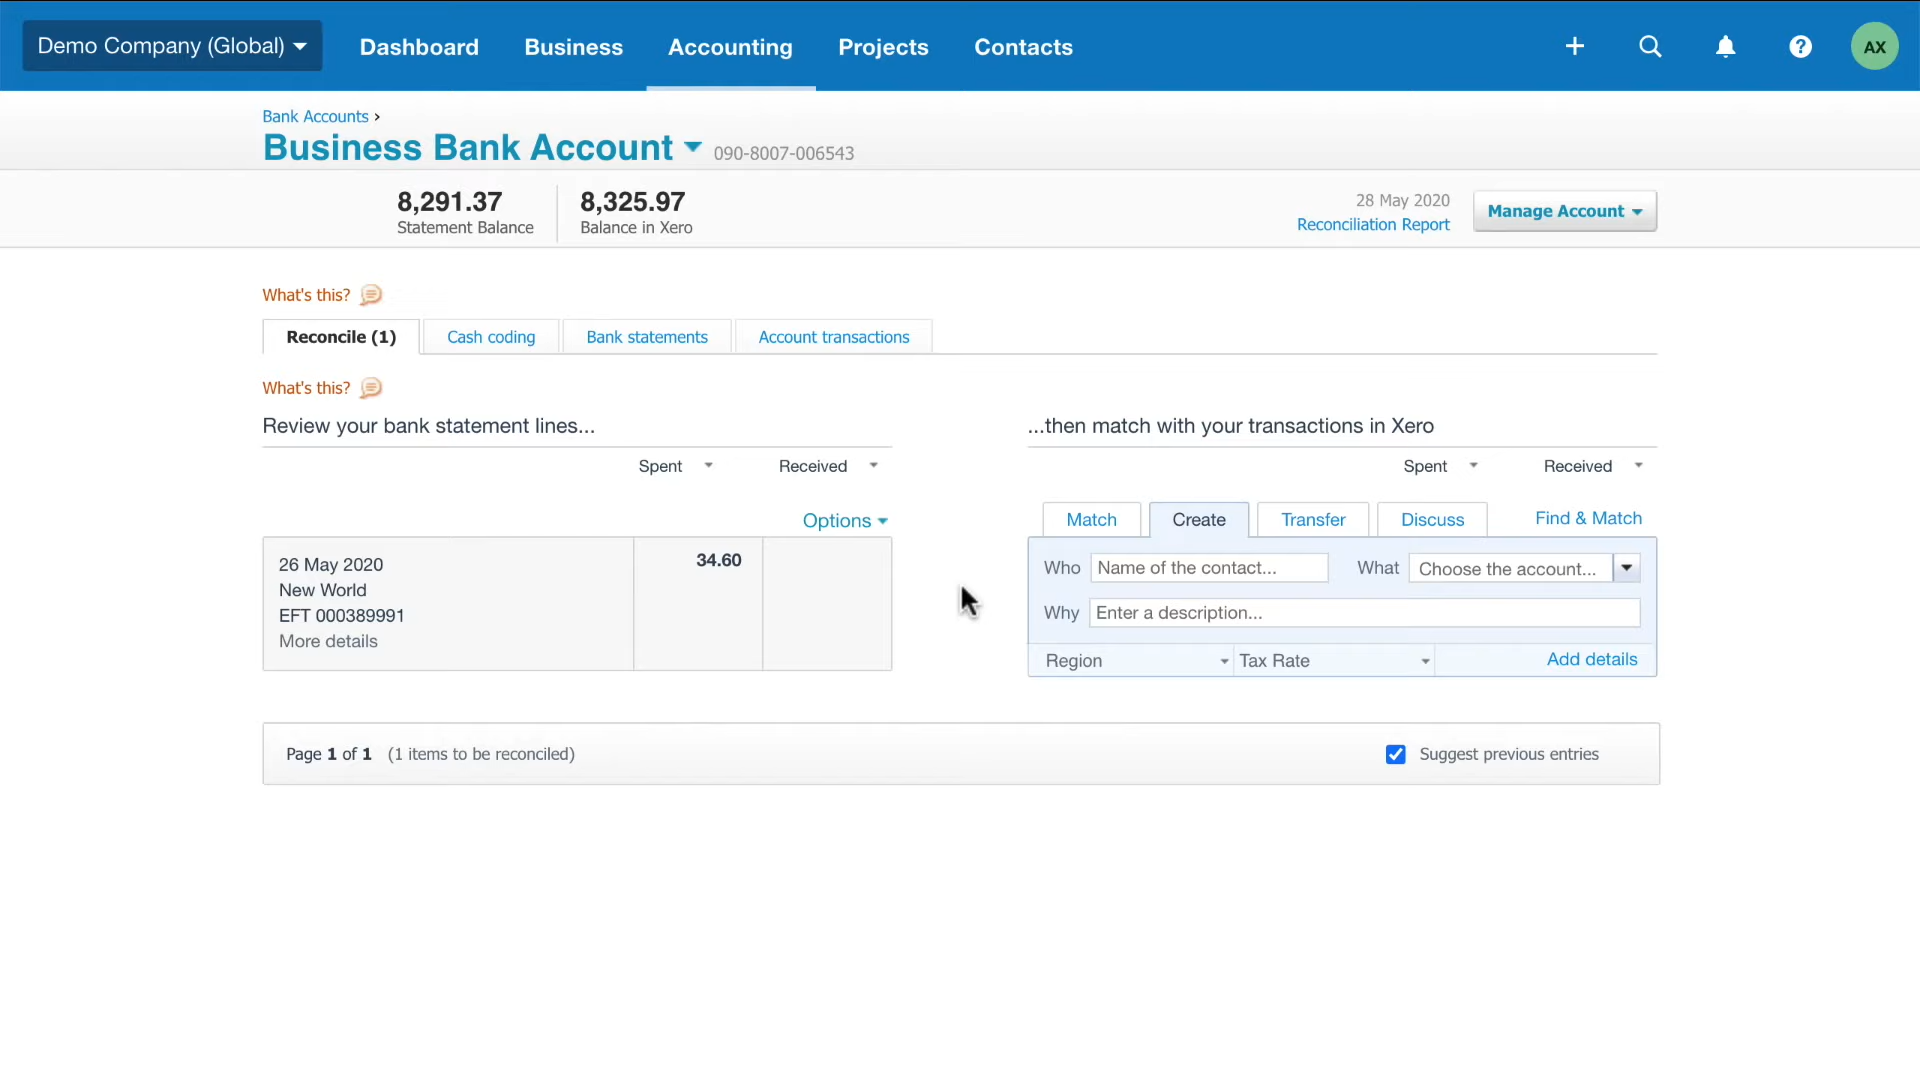 Demo Company (Global)
Dashboard
Business
Accounting
Projects
Contacts
AX
Bank Accounts ›
Business Bank Account
090-8007-006543
8,291.37
Statement Balance
8,325.97
Balance in Xero
28 May 2020
Reconciliation Report
Manage Account
What's this?
Reconcile (1)
Cash coding
Bank statements
Account transactions
What's this?
Review your bank statement lines...
...then match with your transactions in Xero
Spent
Received
Spent
Received
Options
Match
Create
Transfer
Discuss
Find & Match
26 May 2020
New World
EFT 000389991
More details
34.60
Who
Name of the contact...
What
Choose the account...
Why
Enter a description...
Region
Tax Rate
Add details
Page 1 of 1 (1 items to be reconciled)
Suggest previous entries